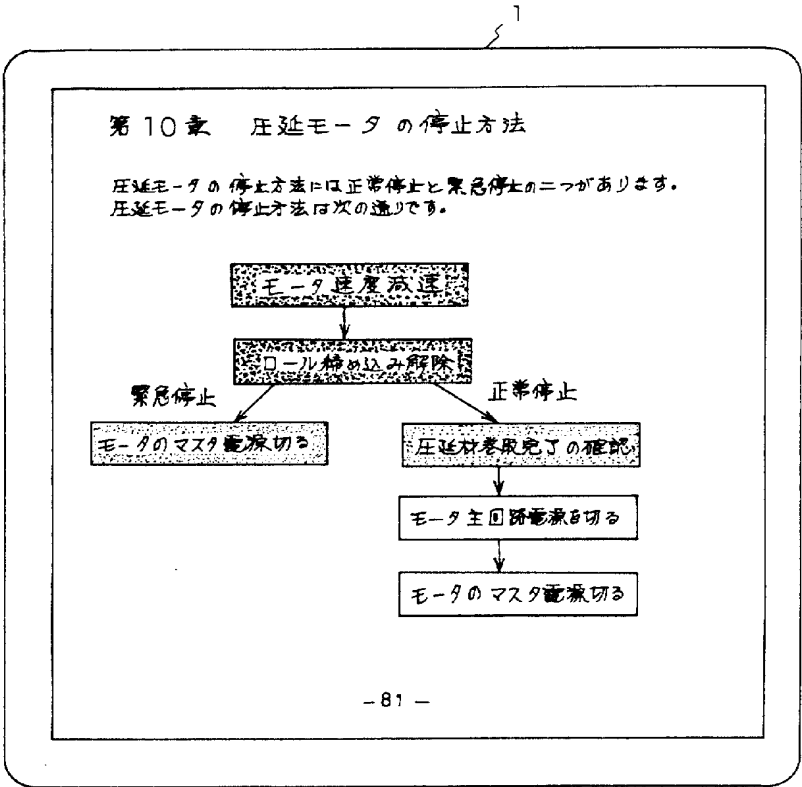 1
第10章 圧延モータの停止方法
圧延モータの停止方法には正常停止と緊急停止の二つがあります。
圧延モータの停止方法は次の通りです。
モータ速度減速
ロール締め込み解除
緊急停止
正常停止
モータのマスタ電源切る
圧延材巻取完了の確認
モータ主回路電源を切る
モータのマスタ電源切る
-81-